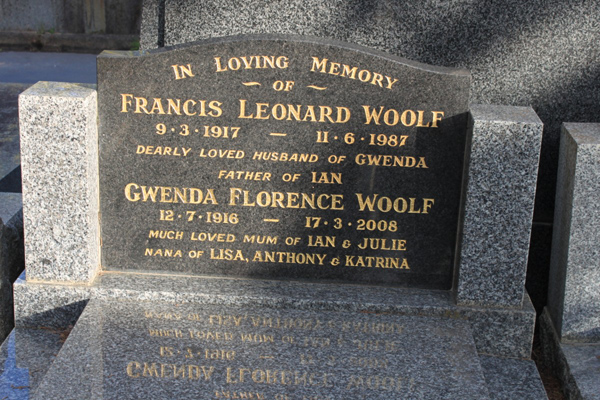 IN LOVING MEMORY
~ OF ~
FRANCIS LEONARD WOOLF
9·3·1917 — 11·6·1987
DEARLY LOVED HUSBAND OF GWENDA
FATHER OF IAN
GWENDA FLORENCE WOOLF
12·7·1916 — 17·3·2008
MUCH LOVED MUM OF IAN & JULIE
NANA OF LISA, ANTHONY & KATRINA